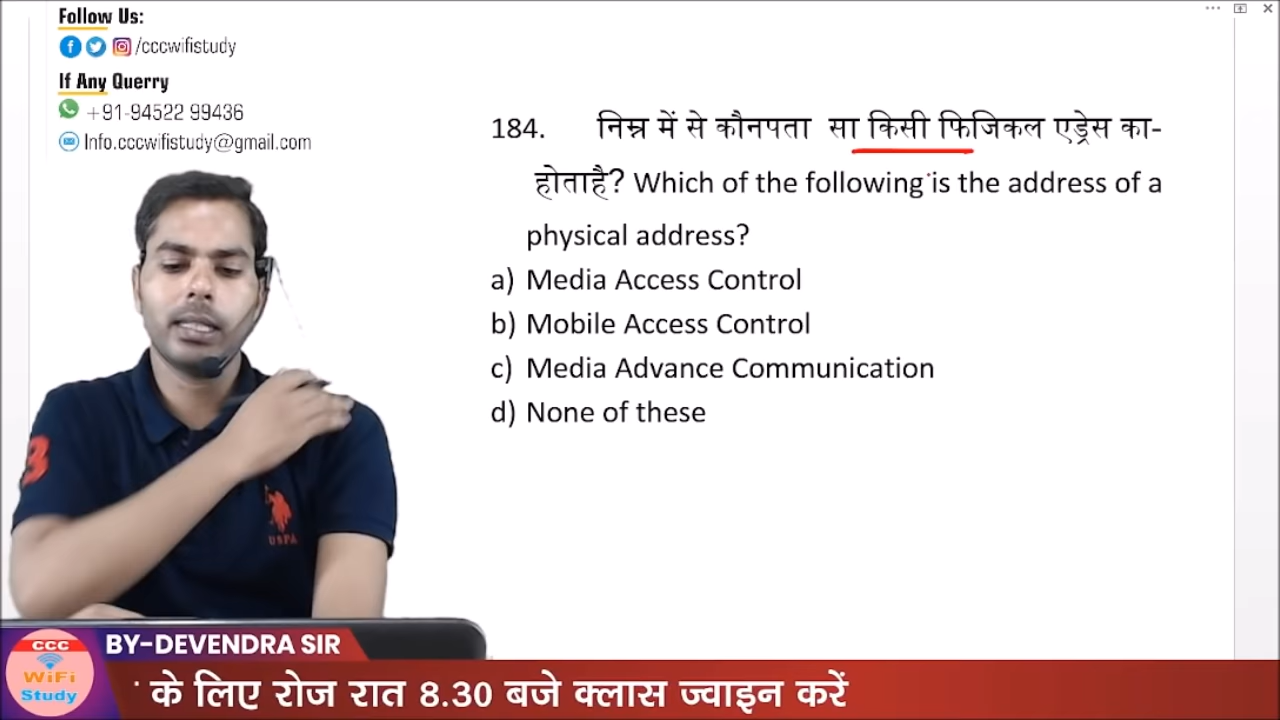 Follow Us:
/cccwifistudy
If Any Querry
+91-94522 99436
Info.cccwifistudy@gmail.com
184. निम्न में से कौनपता सा किसी फिजिकल एड्रेस का-
होताहै? Which of the following is the address of a
physical address?
a) Media Access Control
b) Mobile Access Control
c) Media Advance Communication
d) None of these
3
USPA
BY-DEVENDRA SIR
CCC
WiFi
Study
के लिए रोज रात 8.30 बजे क्लास ज्वाइन करें